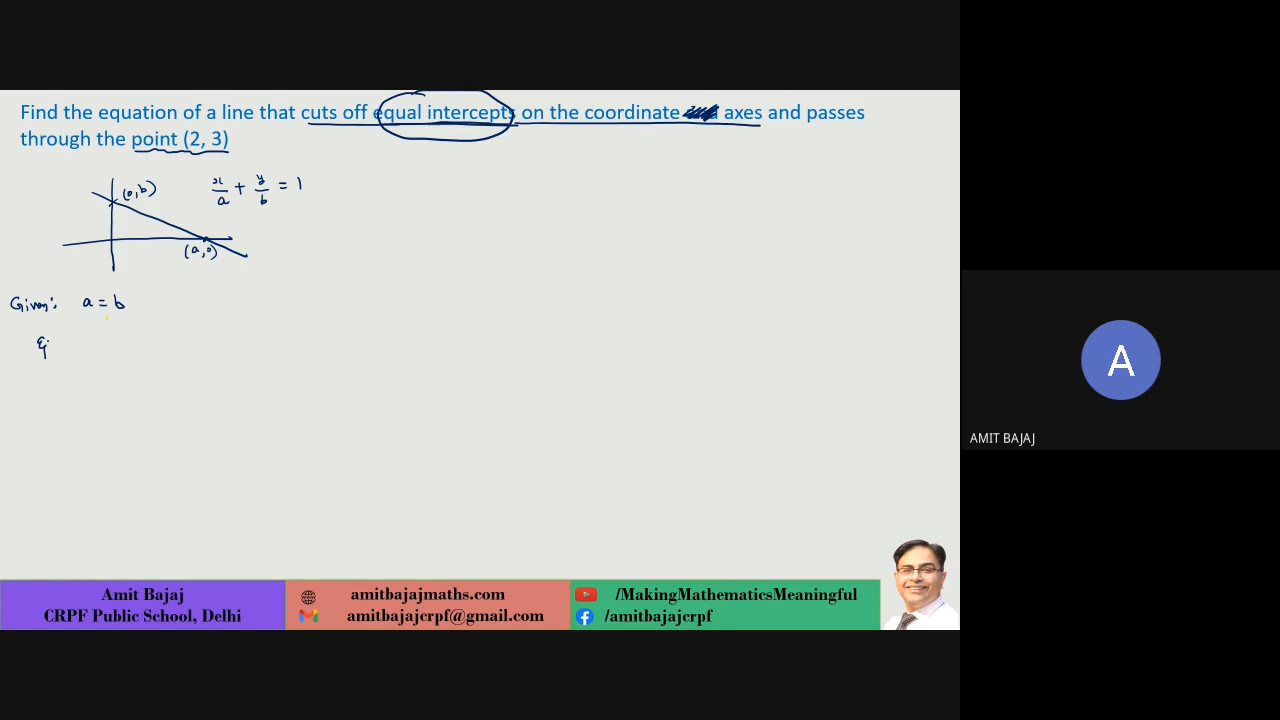 Find the equation of a line that cuts off equal intercepts on the coordinate axes and passes
through the point (2, 3)
(0,b)
x/a + y/b = 1
(a,0)
Given: a = b
A
AMIT BAJAJ
Amit Bajaj
CRPF Public School, Delhi
amitbajajmaths.com
amitbajajcrpf@gmail.com
/MakingMathematicsMeaningful
/amitbajajcrpf